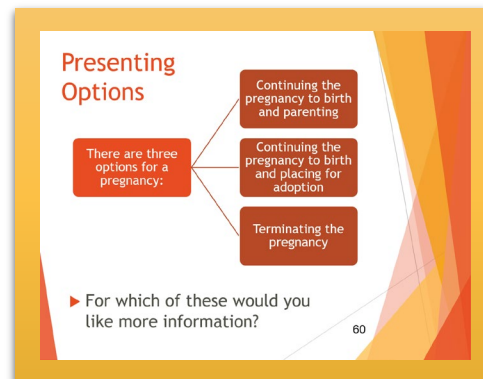 Presenting
Options
Continuing the
pregnancy to birth
and parenting
There are three
options for a
pregnancy:
Continuing the
pregnancy to birth
and placing for
adoption
Terminating the
pregnancy
For which of these would you
like more information?
60